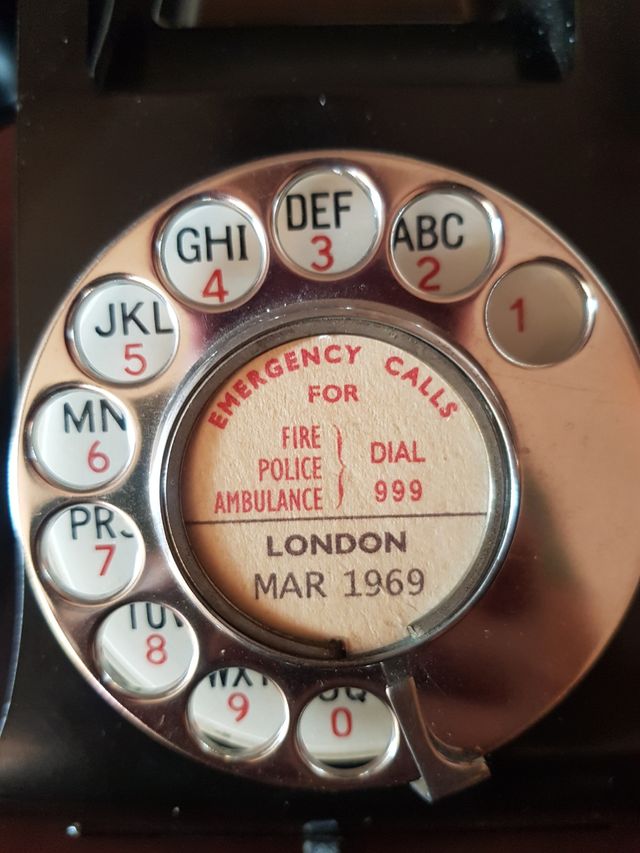 EMERGENCY CALLS
FOR
FIRE
POLICE
AMBULANCE
DIAL
999
LONDON
MAR 1969
ABC
2
1
DEF
3
GHI
4
JKL
5
MN
6
PR
7
8
9
0